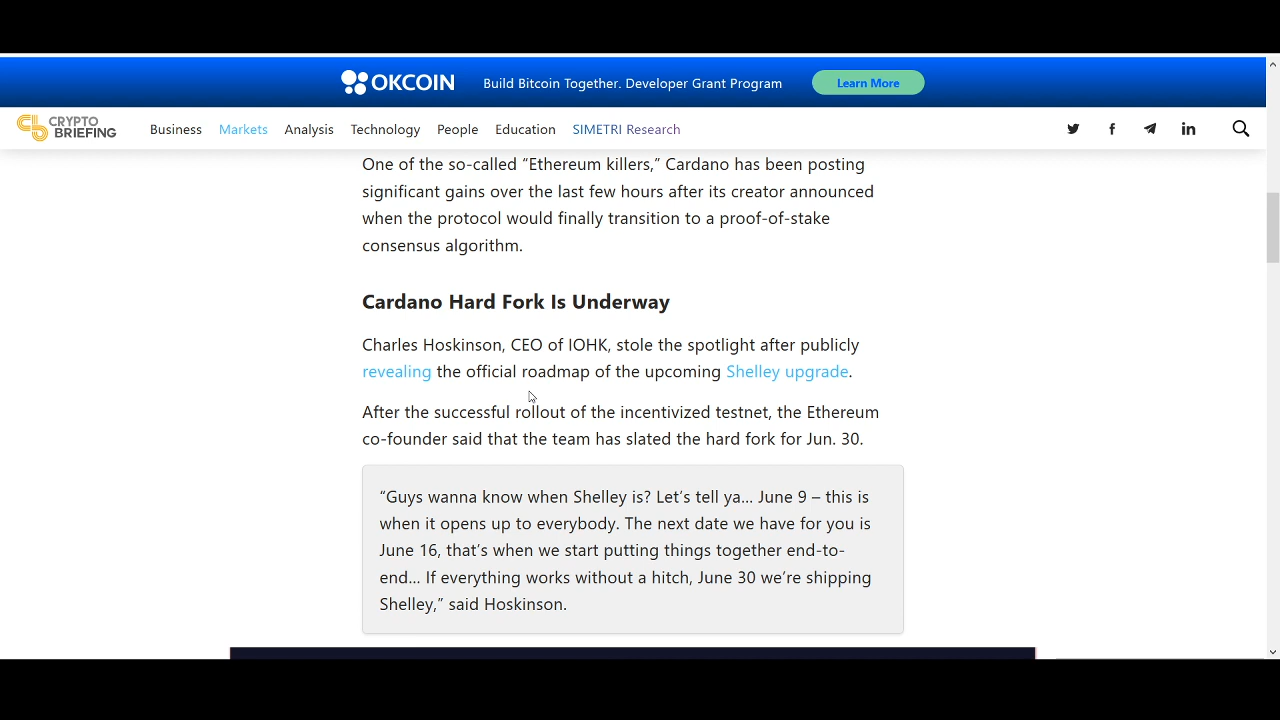 OKCOIN Build Bitcoin Together. Developer Grant Program Learn More
CRYPTO
BRIEFING
Business Markets Analysis Technology People Education SIMETRI Research
One of the so-called “Ethereum killers,” Cardano has been posting
significant gains over the last few hours after its creator announced
when the protocol would finally transition to a proof-of-stake
consensus algorithm.
Cardano Hard Fork Is Underway
Charles Hoskinson, CEO of IOHK, stole the spotlight after publicly
revealing the official roadmap of the upcoming Shelley upgrade.
After the successful rollout of the incentivized testnet, the Ethereum
co-founder said that the team has slated the hard fork for Jun. 30.
“Guys wanna know when Shelley is? Let’s tell ya… June 9 – this is
when it opens up to everybody. The next date we have for you is
June 16, that’s when we start putting things together end-to-
end… If everything works without a hitch, June 30 we’re shipping
Shelley,” said Hoskinson.